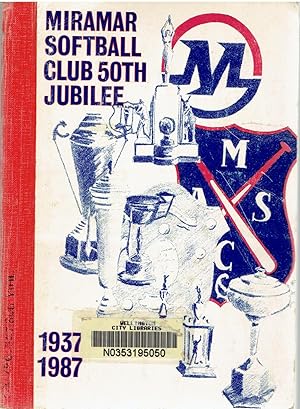 MIRAMAR
SOFTBALL
CLUB 50TH
JUBILEE
M
M
A S
C S
1937
1987
WELLINGTON
CITY LIBRARIES
N0353195050